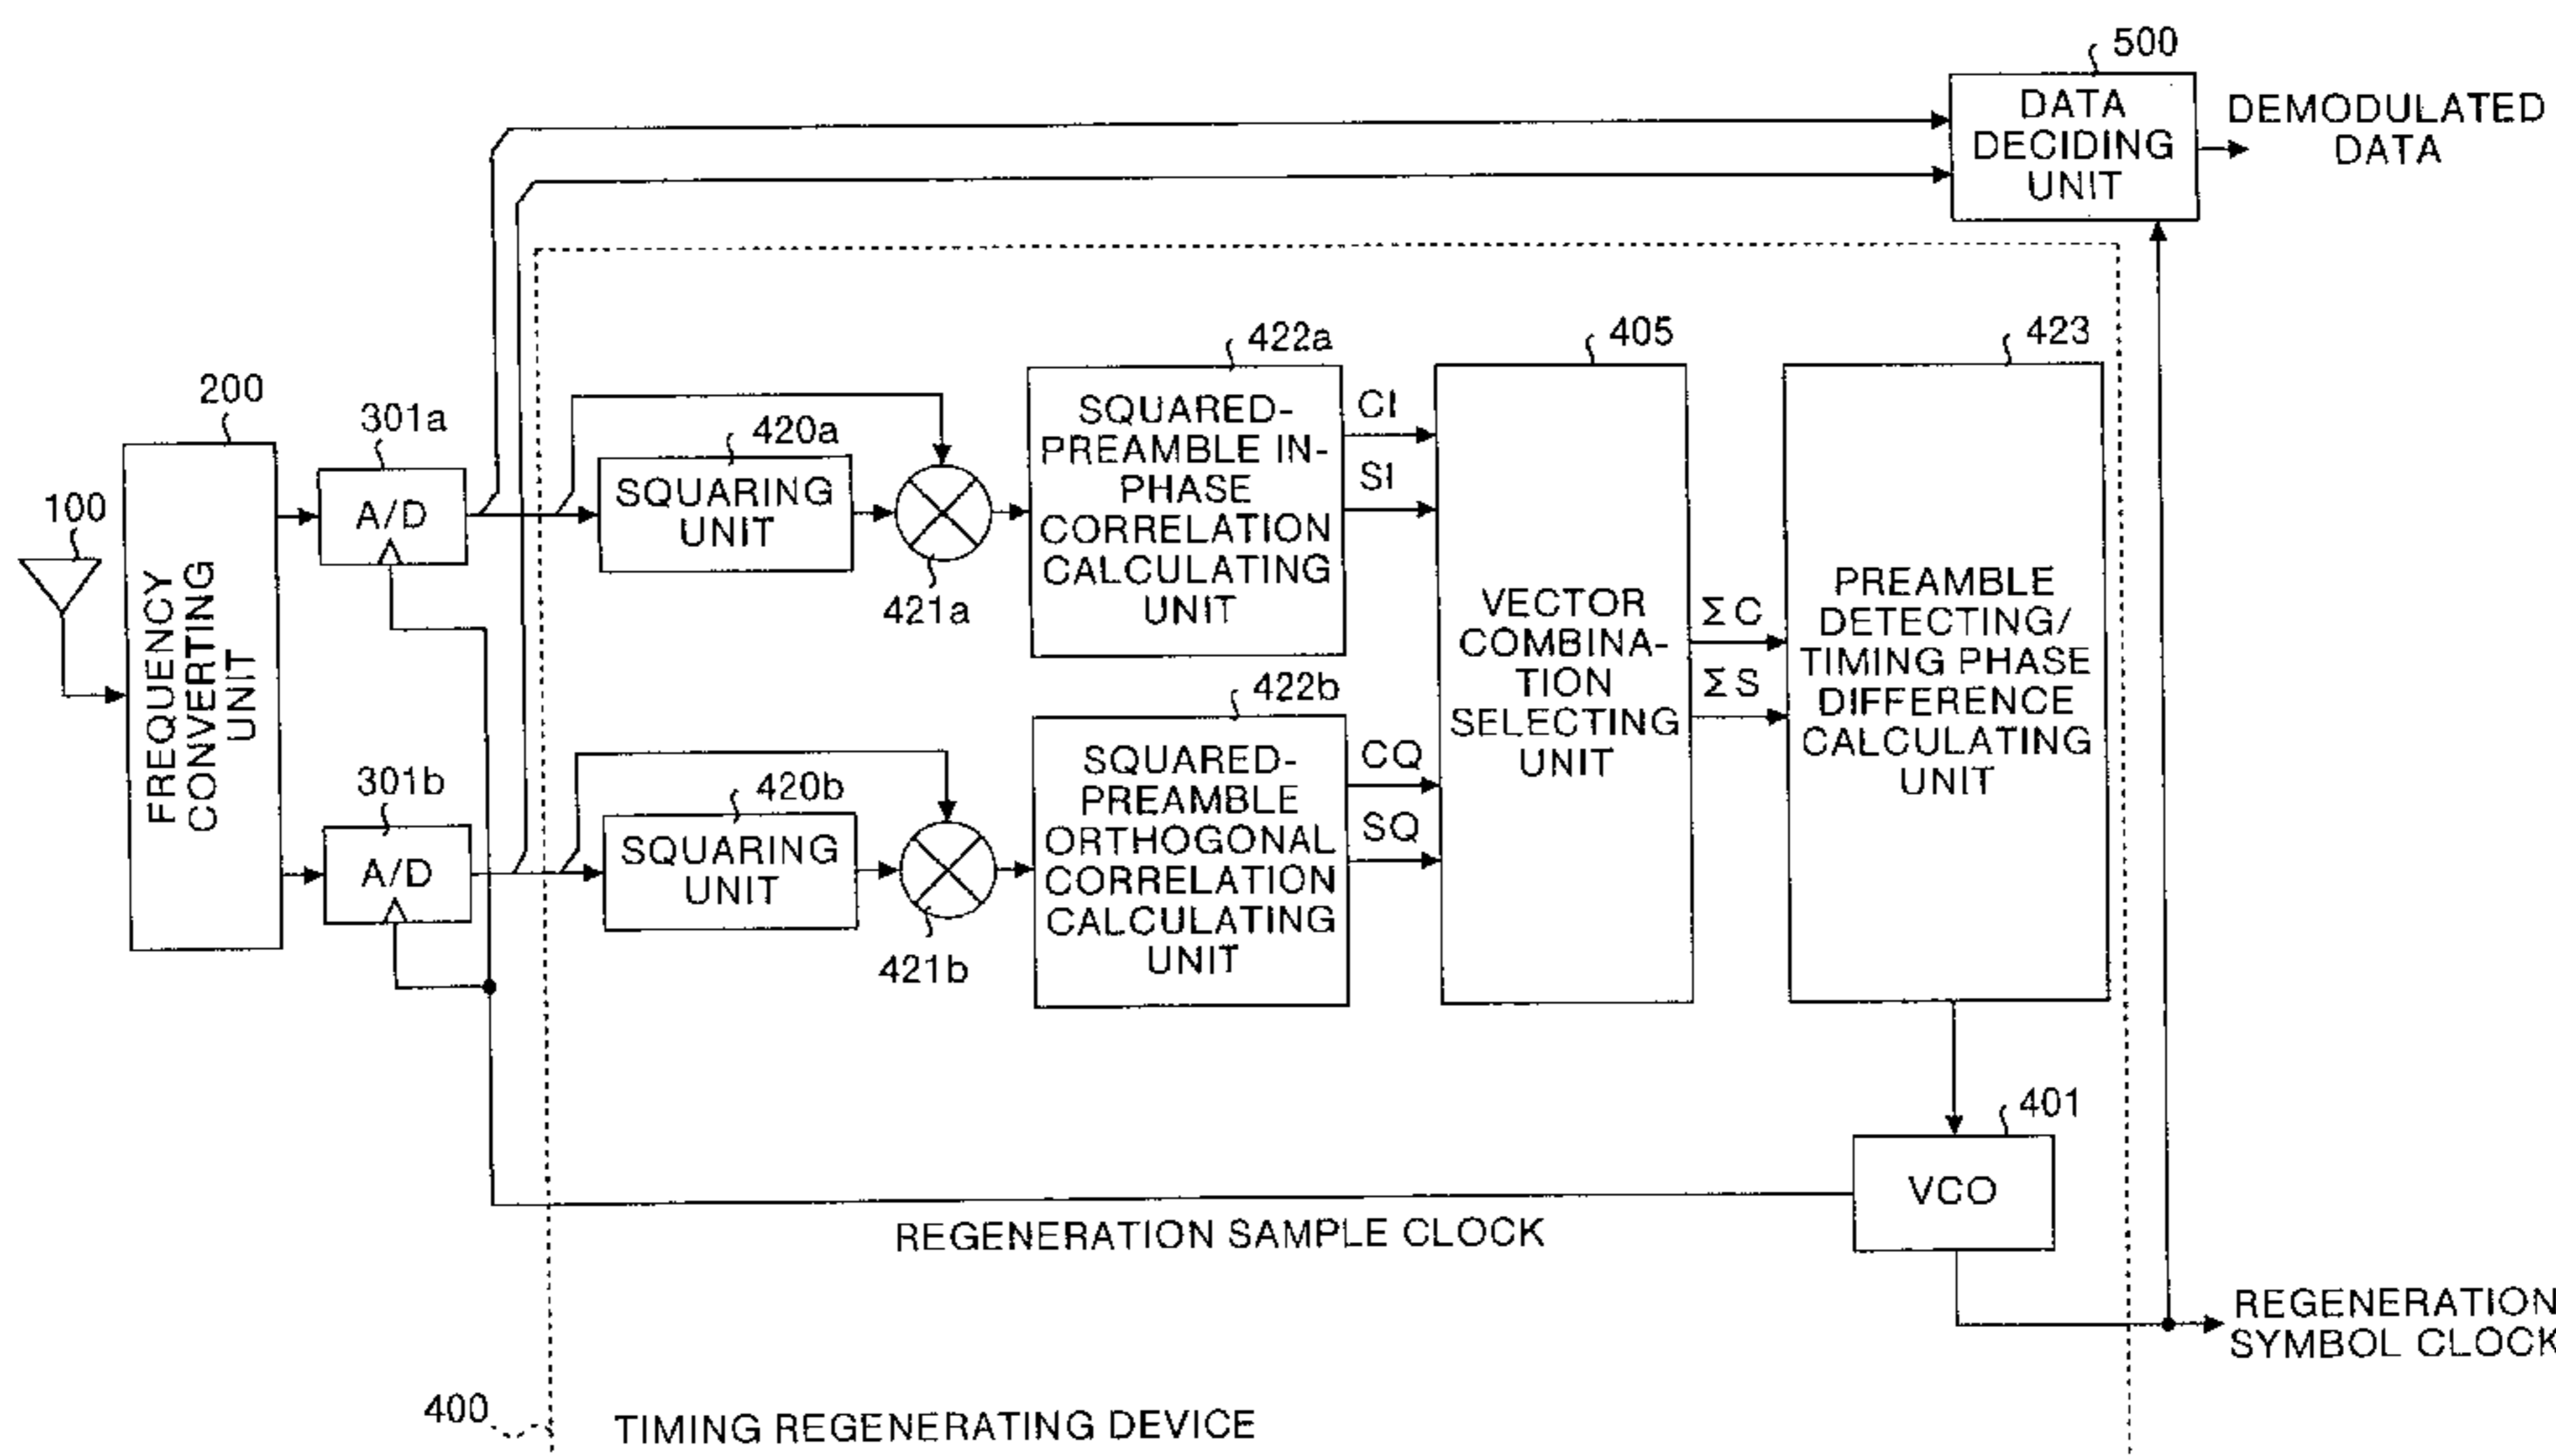 500
DATA
DECIDING
UNIT
DEMODULATED
DATA
100
200
FREQUENCY
CONVERTING
UNIT
301a
A/D
301b
A/D
420a
SQUARING
UNIT
421a
420b
SQUARING
UNIT
421b
422a
SQUARED-
PREAMBLE IN-
PHASE
CORRELATION
CALCULATING
UNIT
CI
SI
422b
SQUARED-
PREAMBLE
ORTHOGONAL
CORRELATION
CALCULATING
UNIT
CQ
SQ
405
VECTOR
COMBINA-
TION
SELECTING
UNIT
ΣC
ΣS
423
PREAMBLE
DETECTING/
TIMING PHASE
DIFFERENCE
CALCULATING
UNIT
401
VCO
REGENERATION SAMPLE CLOCK
REGENERATION
SYMBOL CLOCK
400
TIMING REGENERATING DEVICE